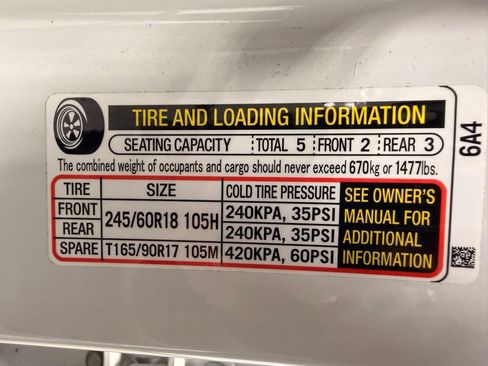 TIRE AND LOADING INFORMATION
SEATING CAPACITY TOTAL 5 FRONT 2 REAR 3
The combined weight of occupants and cargo should never exceed 670kg or 1477lbs.
TIRE SIZE COLD TIRE PRESSURE SEE OWNER'S MANUAL FOR ADDITIONAL INFORMATION
FRONT 245/60R18 105H 240KPA, 35PSI
REAR 240KPA, 35PSI
SPARE T165/90R17 105M 420KPA, 60PSI
6A4